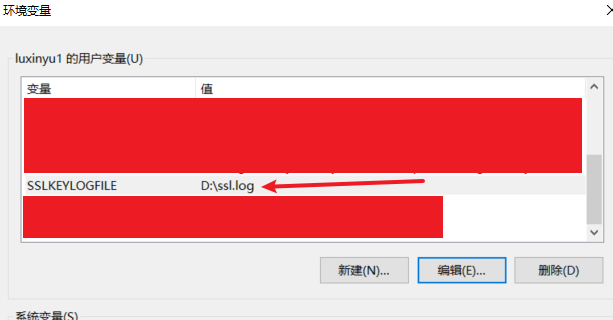 环境变量
luxinyu1 的用户变量(U)
变量 值
SSLKEYLOGFILE D:\ssl.log
新建(N)... 编辑(E)... 删除(D)
系统变量(S)